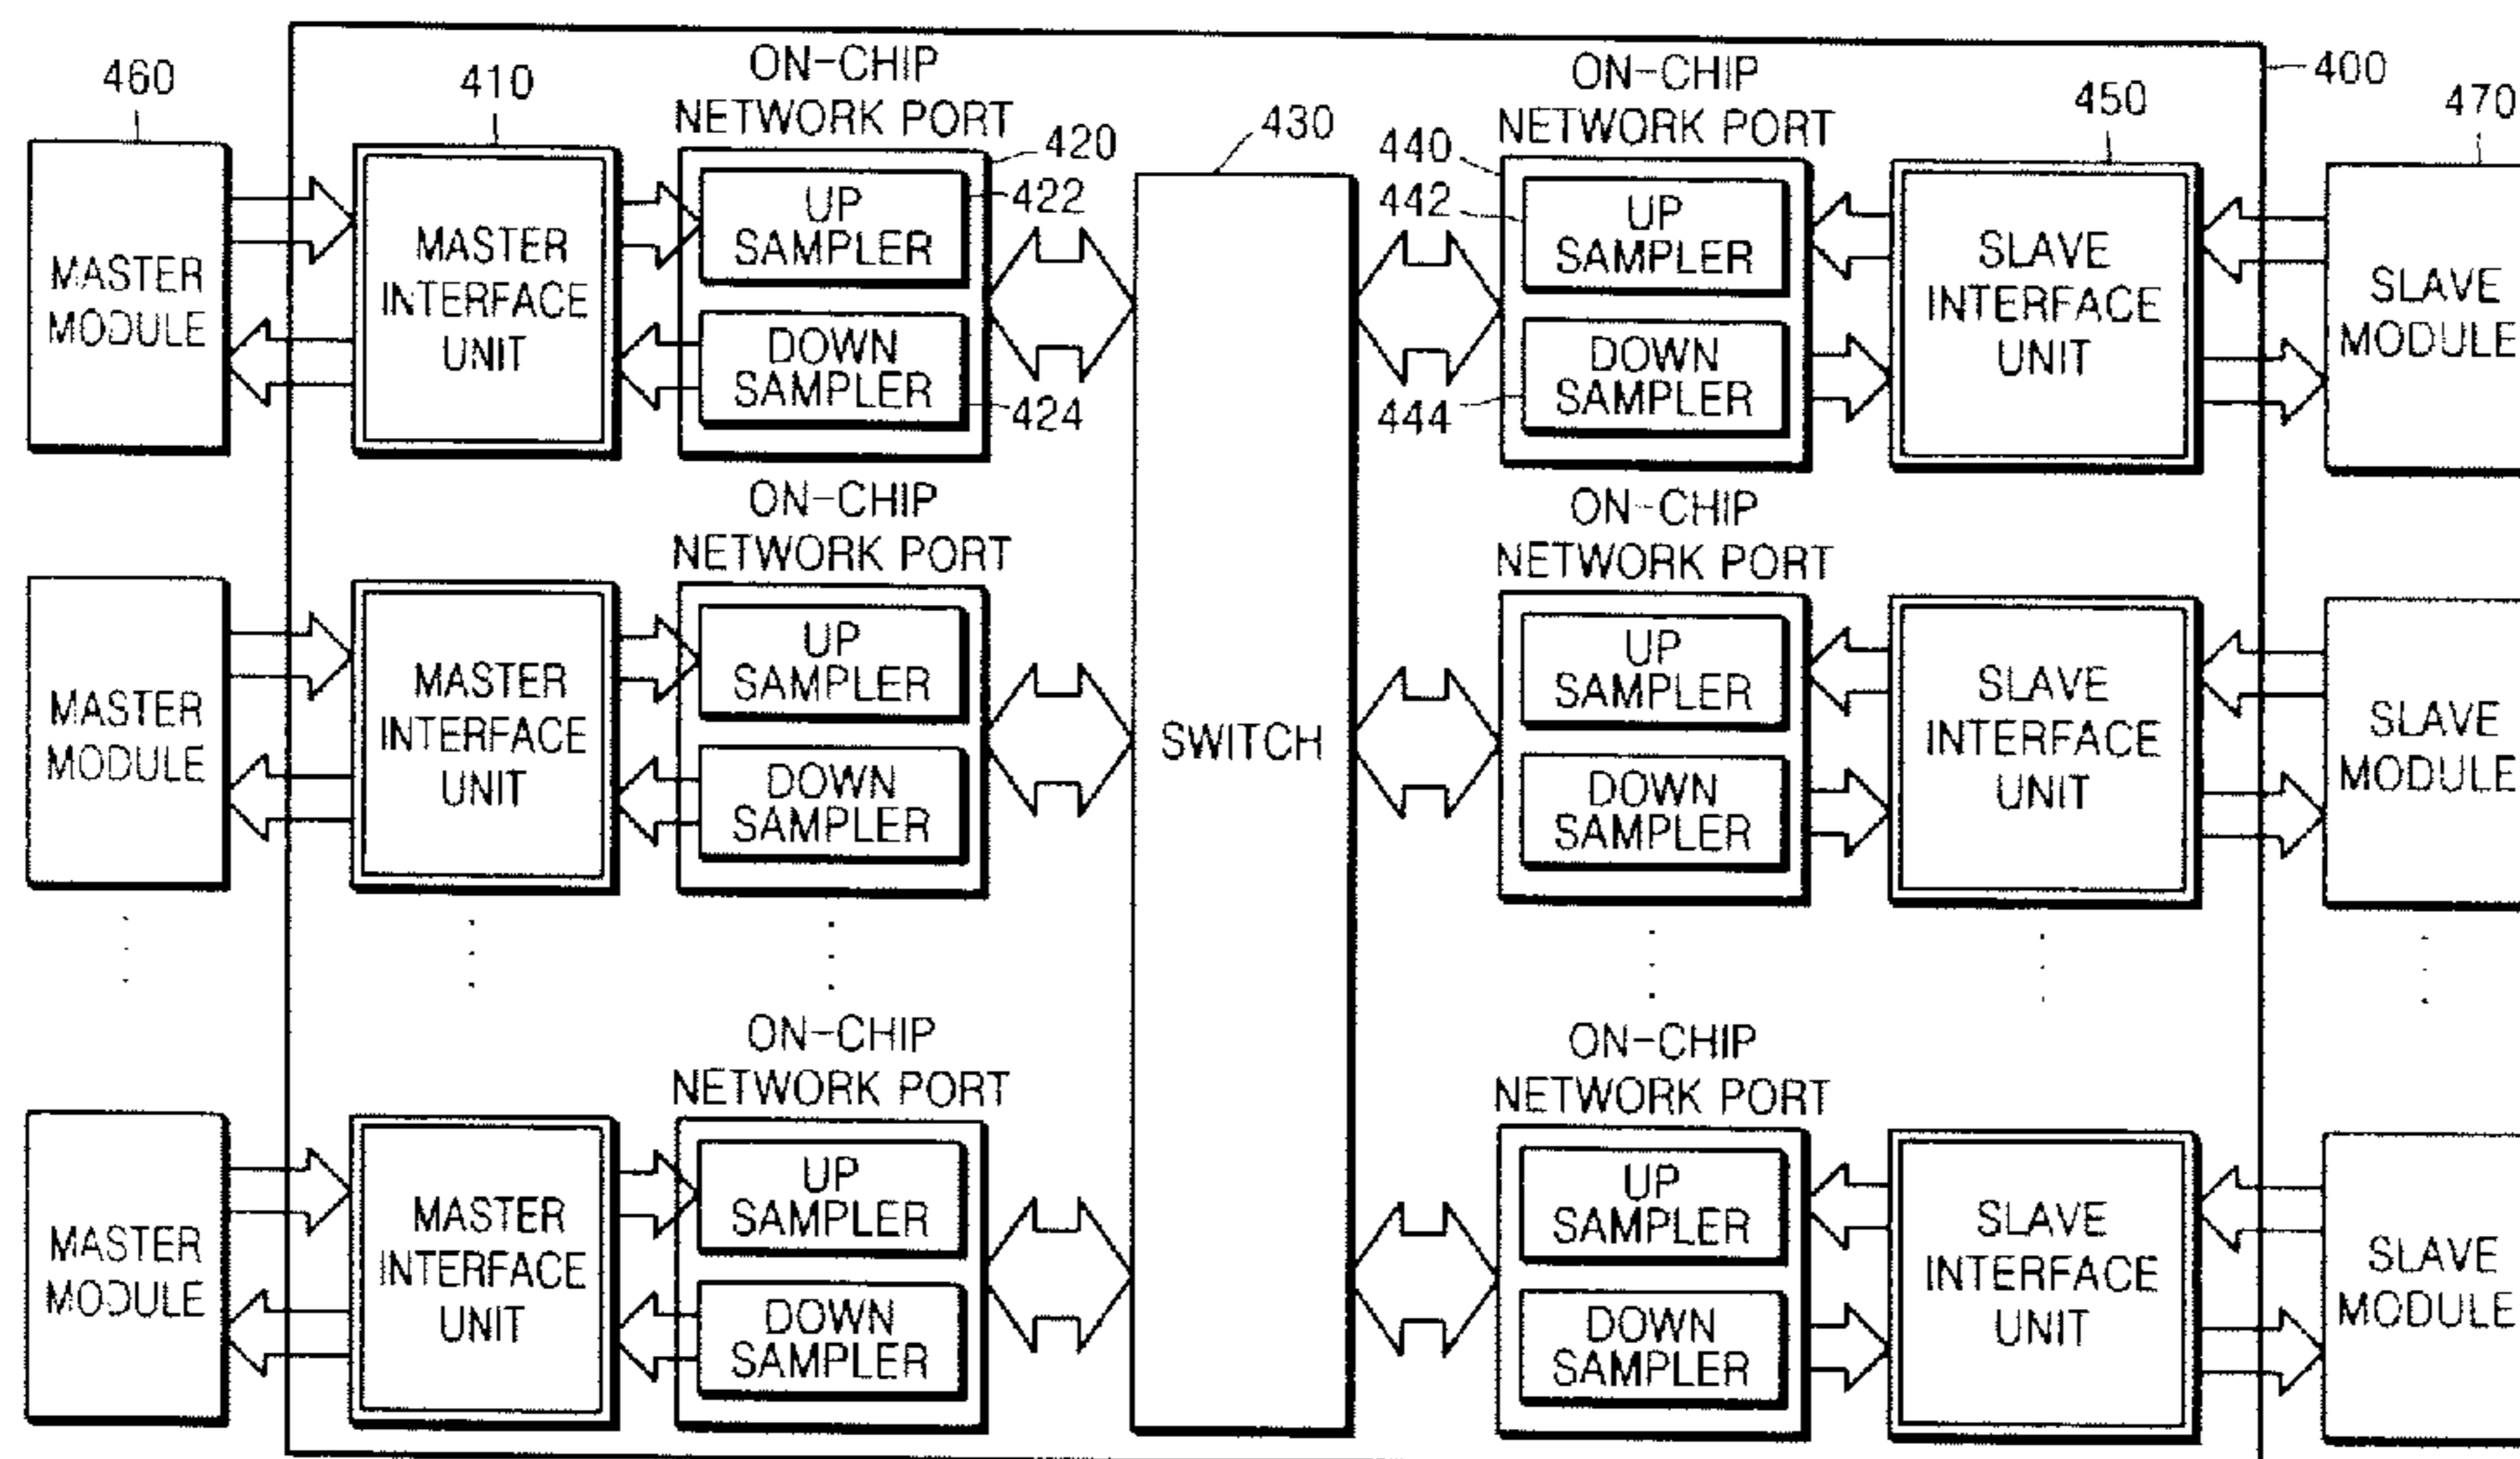 460
410
ON-CHIP
NETWORK PORT
420
422
424
430
ON-CHIP
NETWORK PORT
440
442
444
450
400
470
MASTER
MODULE
MASTER
INTERFACE
UNIT
UP
SAMPLER
DOWN
SAMPLER
UP
SAMPLER
DOWN
SAMPLER
SLAVE
INTERFACE
UNIT
SLAVE
MODULE
ON-CHIP
NETWORK PORT
ON-CHIP
NETWORK PORT
MASTER
MODULE
MASTER
INTERFACE
UNIT
UP
SAMPLER
DOWN
SAMPLER
SWITCH
UP
SAMPLER
DOWN
SAMPLER
SLAVE
INTERFACE
UNIT
SLAVE
MODULE
ON-CHIP
NETWORK PORT
ON-CHIP
NETWORK PORT
MASTER
MODULE
MASTER
INTERFACE
UNIT
UP
SAMPLER
DOWN
SAMPLER
UP
SAMPLER
DOWN
SAMPLER
SLAVE
INTERFACE
UNIT
SLAVE
MODULE